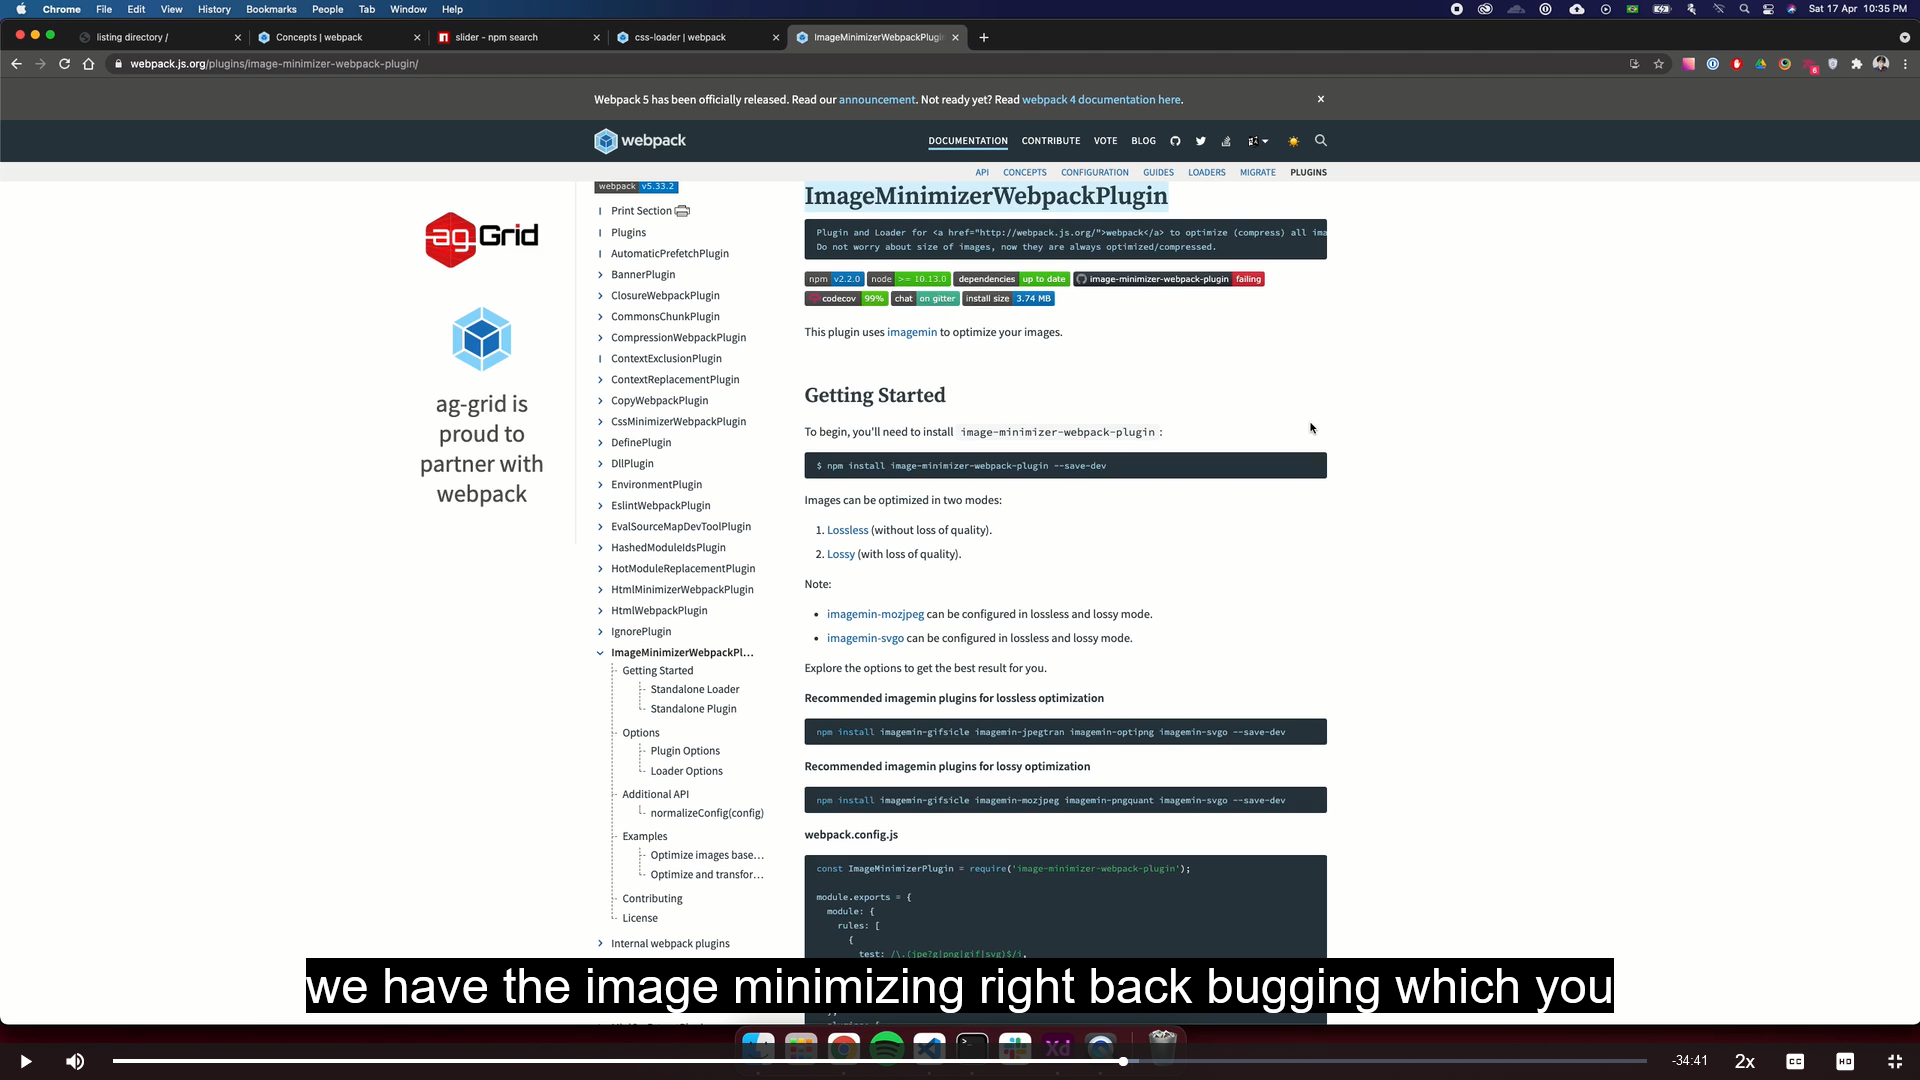 Chrome File Edit View History Bookmarks People Tab Window Help Sat 17 Apr 10:35 PM
listing directory / Concepts | webpack slider - npm search css-loader | webpack ImageMinimizerWebpackPlugin
webpack.js.org/plugins/image-minimizer-webpack-plugin/
6
Webpack 5 has been officially released. Read our announcement. Not ready yet? Read webpack 4 documentation here.
webpack
DOCUMENTATION CONTRIBUTE VOTE BLOG
API CONCEPTS CONFIGURATION GUIDES LOADERS MIGRATE PLUGINS
ag Grid
ag-grid is
proud to
partner with
webpack
webpack v5.33.2
Print Section
Plugins
AutomaticPrefetchPlugin
BannerPlugin
ClosureWebpackPlugin
CommonsChunkPlugin
CompressionWebpackPlugin
ContextExclusionPlugin
ContextReplacementPlugin
CopyWebpackPlugin
CssMinimizerWebpackPlugin
DefinePlugin
DllPlugin
EnvironmentPlugin
EslintWebpackPlugin
EvalSourceMapDevToolPlugin
HashedModuleIdsPlugin
HotModuleReplacementPlugin
HtmlMinimizerWebpackPlugin
HtmlWebpackPlugin
IgnorePlugin
ImageMinimizerWebpackPl...
Getting Started
Standalone Loader
Standalone Plugin
Options
Plugin Options
Loader Options
Additional API
normalizeConfig(config)
Examples
Optimize images base...
Optimize and transfor...
Contributing
License
Internal webpack plugins
ImageMinimizerWebpackPlugin
Plugin and Loader for <a href="http://webpack.js.org/">webpack</a> to optimize (compress) all ima
Do not worry about size of images, now they are always optimized/compressed.
npm v2.2.0 node >= 10.13.0 dependencies up to date image-minimizer-webpack-plugin failing
codecov 99% chat on gitter install size 3.74 MB
This plugin uses imagemin to optimize your images.
Getting Started
To begin, you'll need to install image-minimizer-webpack-plugin :
$ npm install image-minimizer-webpack-plugin --save-dev
Images can be optimized in two modes:
1. Lossless (without loss of quality).
2. Lossy (with loss of quality).
Note:
• imagemin-mozjpeg can be configured in lossless and lossy mode.
• imagemin-svgo can be configured in lossless and lossy mode.
Explore the options to get the best result for you.
Recommended imagemin plugins for lossless optimization
npm install imagemin-gifsicle imagemin-jpegtran imagemin-optipng imagemin-svgo --save-dev
Recommended imagemin plugins for lossy optimization
npm install imagemin-gifsicle imagemin-mozjpeg imagemin-pngquant imagemin-svgo --save-dev
webpack.config.js
const ImageMinimizerPlugin = require('image-minimizer-webpack-plugin');
module.exports = {
module: {
rules: [
{
test: /\.(jpe?g|png|gif|svg)$/i,
we have the image minimizing right back bugging which you
Xd
-34:41 2x CC HD